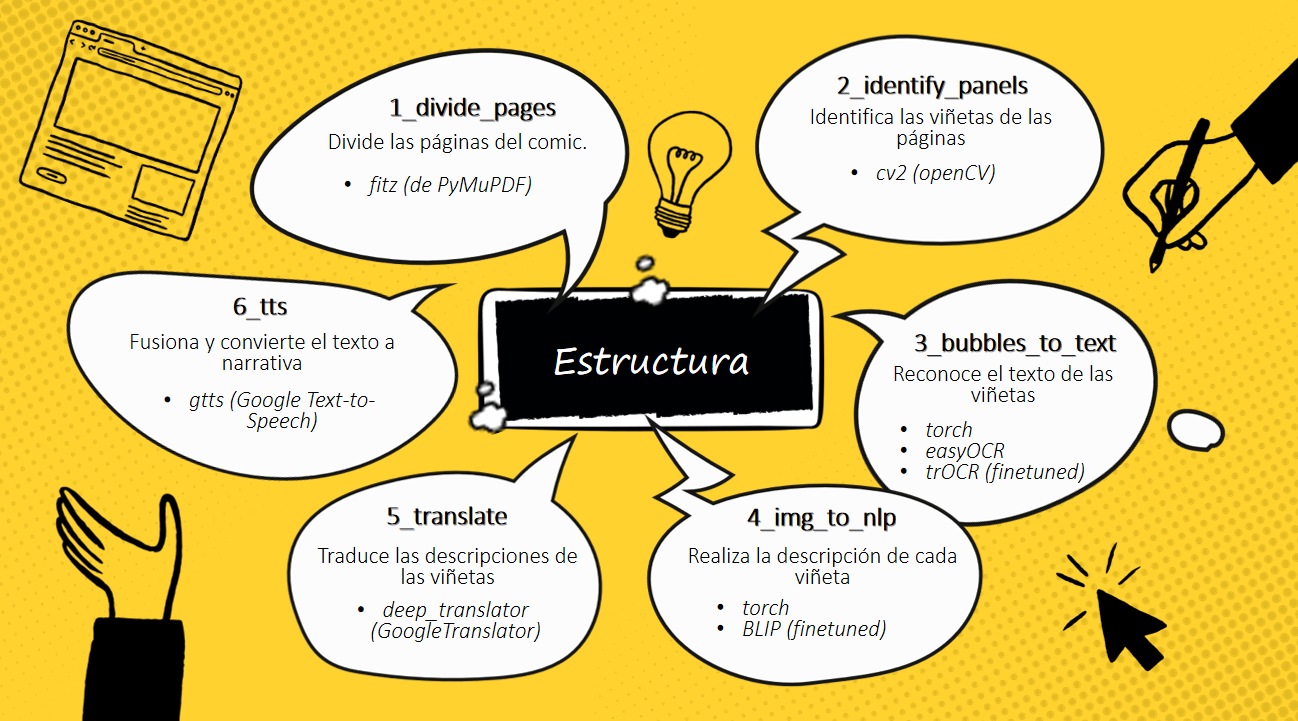 1_divide_pages
Divide las páginas del comic.
• fitz (de PyMuPDF)
2_identify_panels
Identifica las viñetas de las
páginas
• cv2 (openCV)
Estructura
3_bubbles_to_text
Reconoce el texto de las
viñetas
• torch
• easyOCR
• trOCR (finetuned)
4_img_to_nlp
Realiza la descripción de cada
viñeta
• torch
• BLIP (finetuned)
5_translate
Traduce las descripciones de
las viñetas
• deep_translator
(GoogleTranslator)
6_tts
Fusiona y convierte el texto a
narrativa
• gtts (Google Text-to-
Speech)